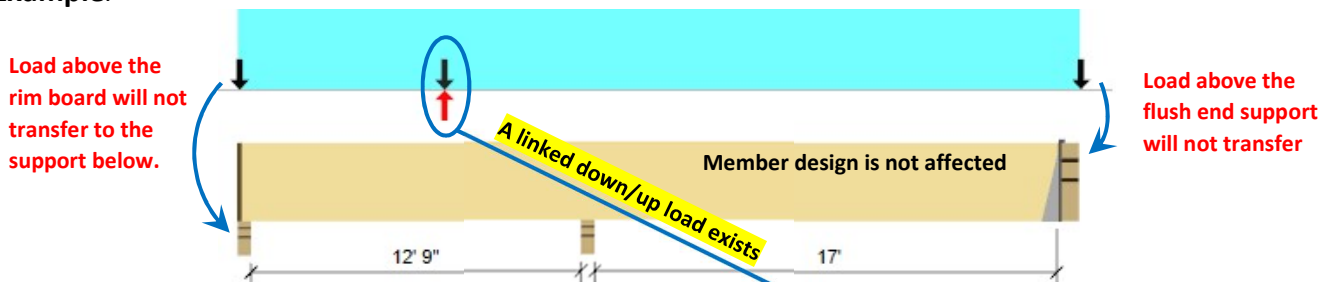 Example:
Load above the
rim board will not
transfer to the
support below.
A linked down/up load exists
Member design is not affected
Load above the
flush end support
will not transfer
12' 9"
17'